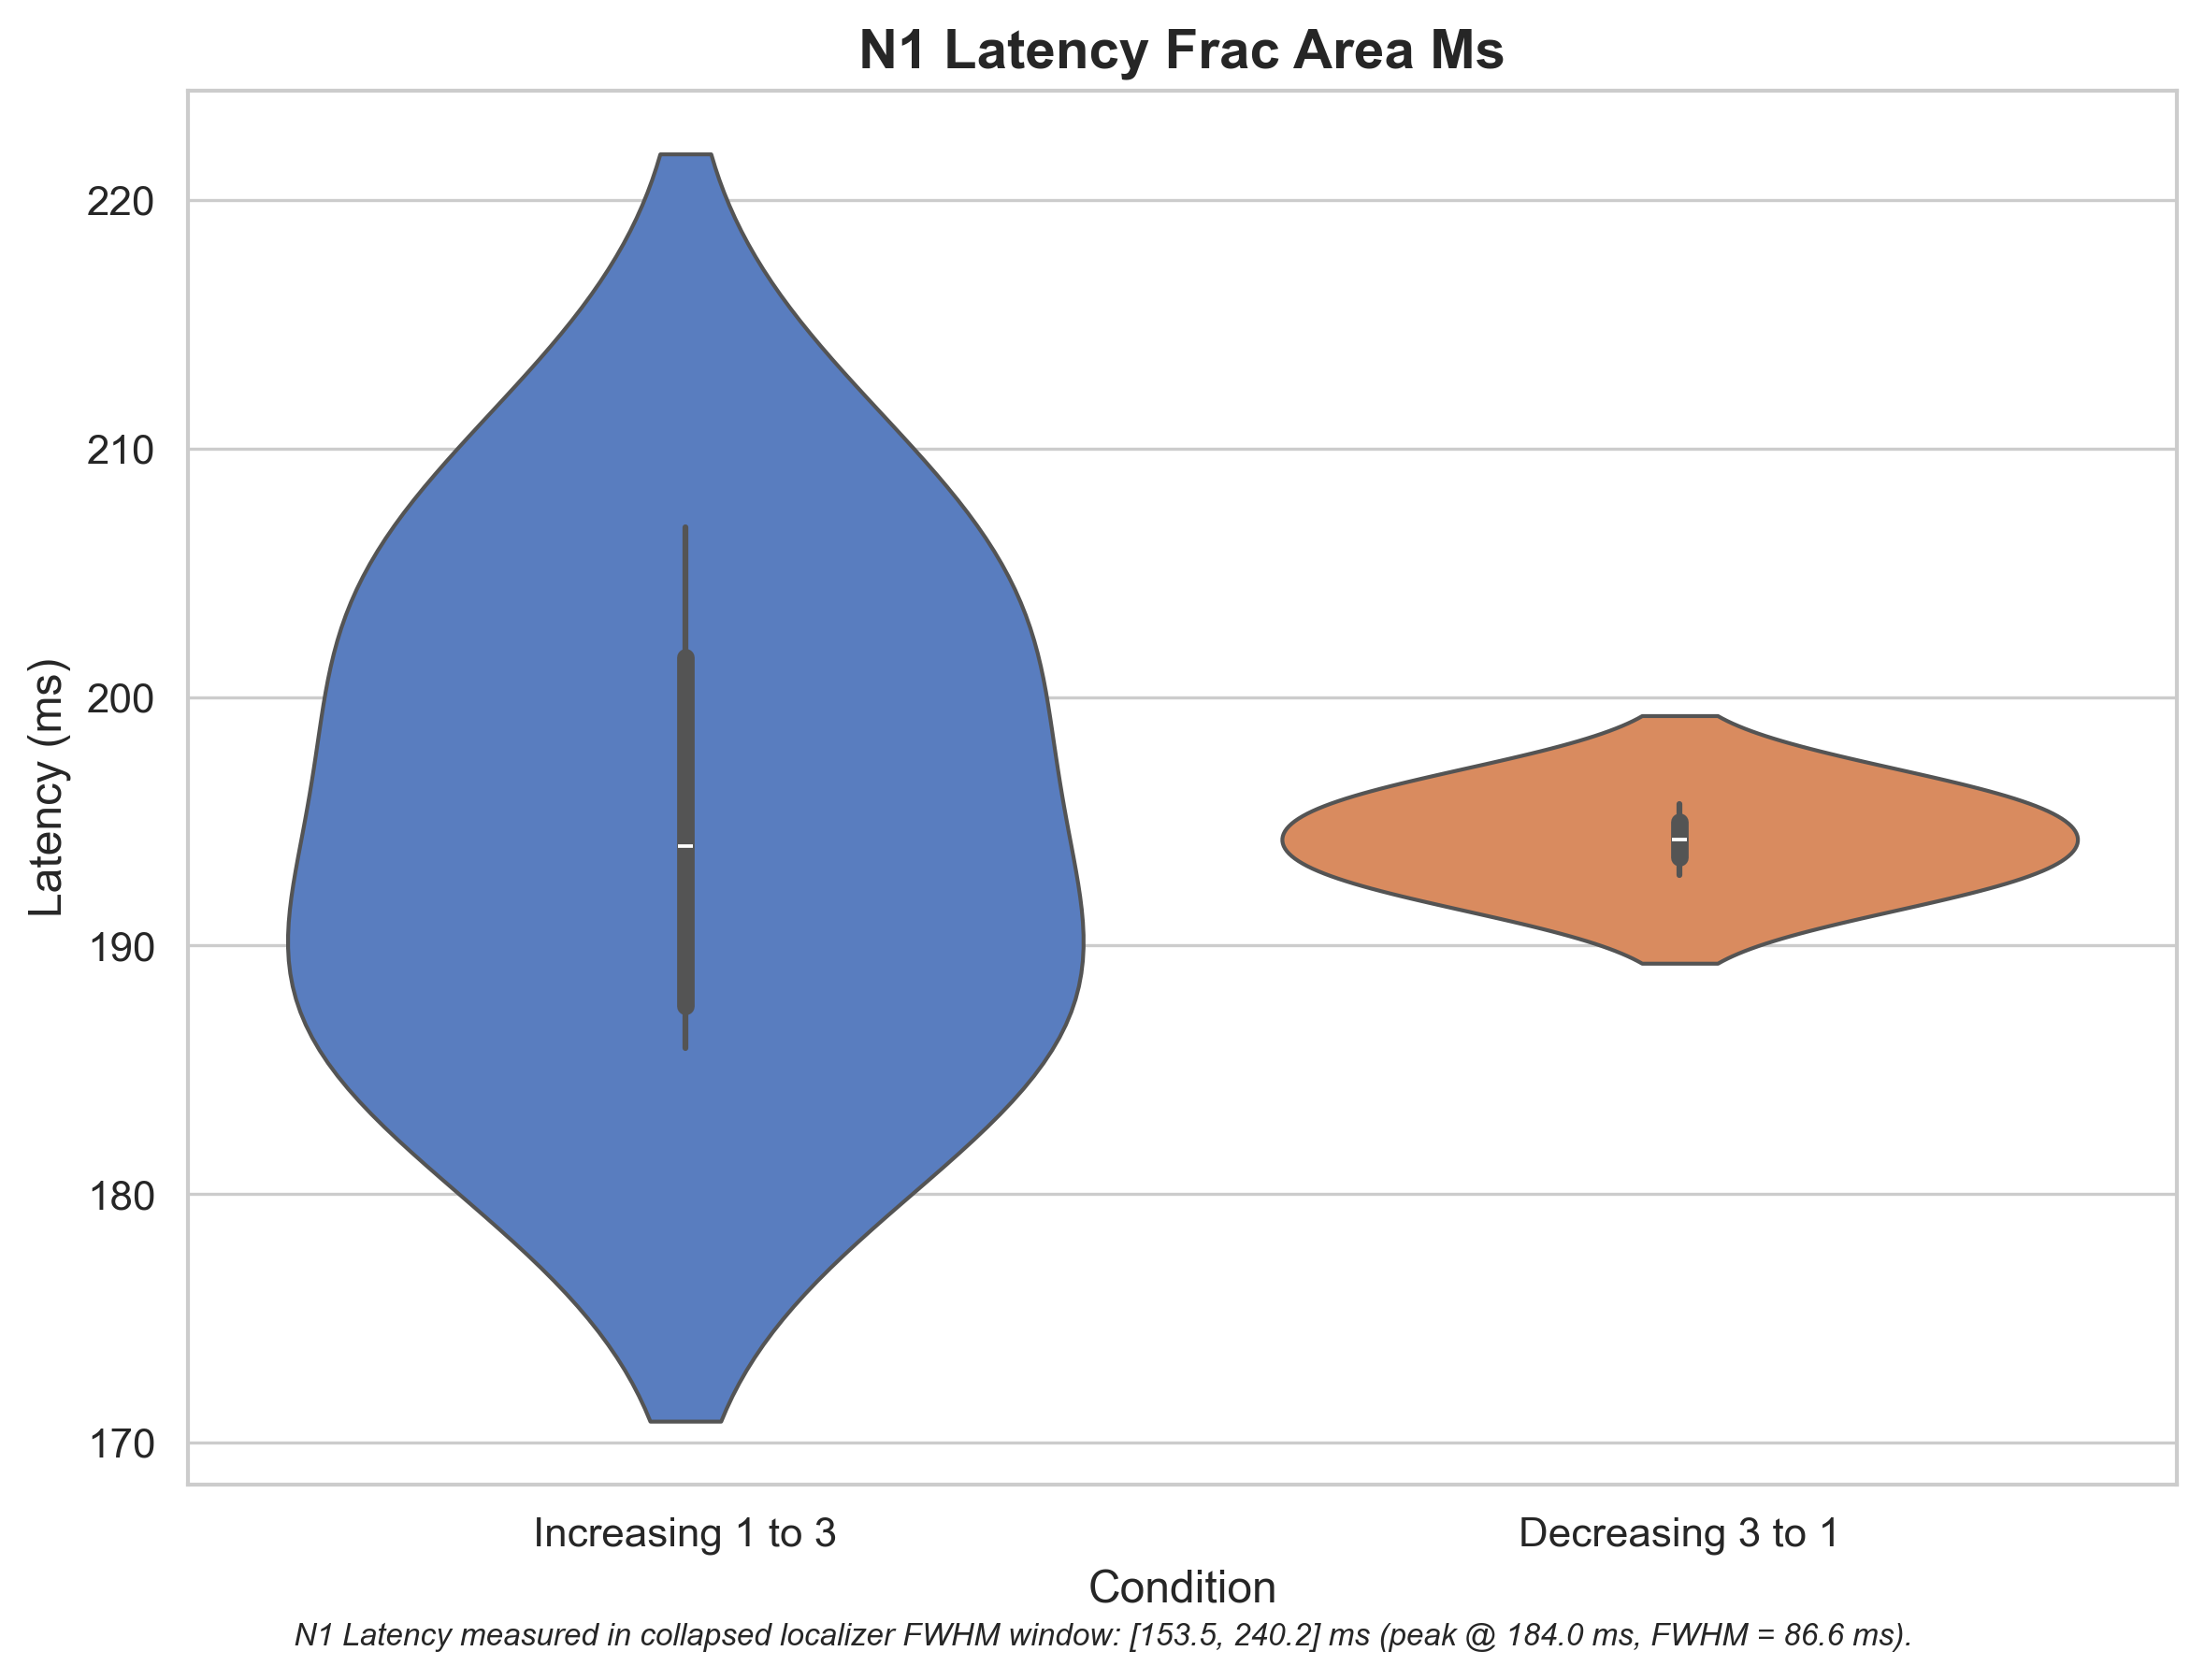 N1 Latency Frac Area Ms
Latency (ms)
220
210
200
190
180
170
Increasing 1 to 3
Decreasing 3 to 1
Condition
N1 Latency measured in collapsed localizer FWHM window: [153.5, 240.2] ms (peak @ 184.0 ms, FWHM = 86.6 ms).